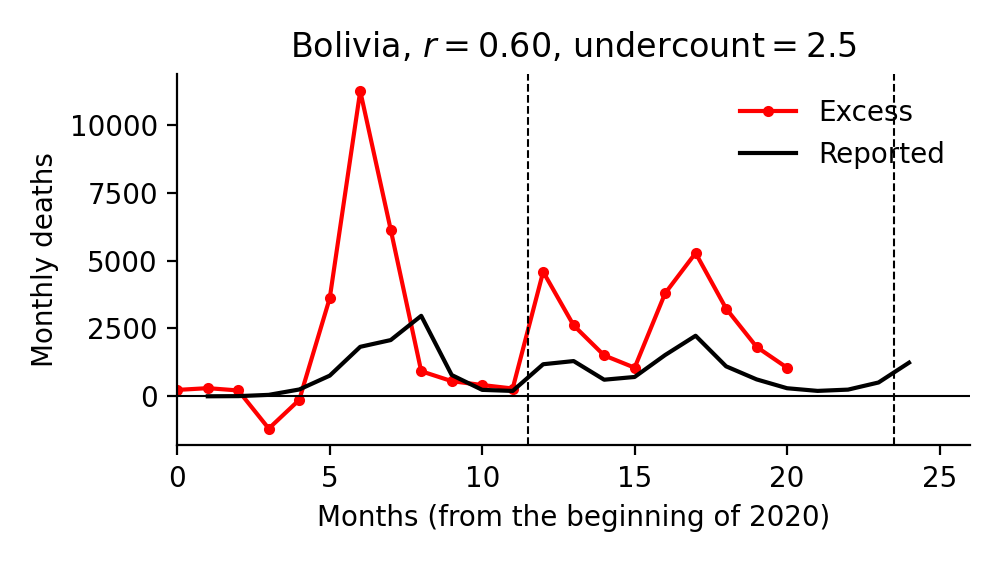 Bolivia, r = 0.60, undercount = 2.5
Excess
Reported
Monthly deaths
10000
7500
5000
2500
0
0 5 10 15 20 25
Months (from the beginning of 2020)